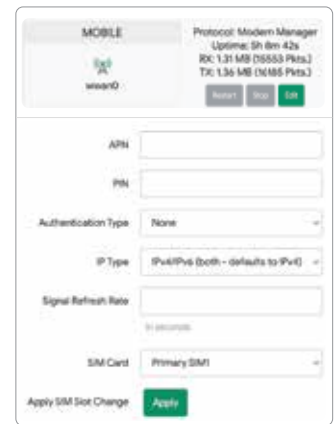 MOBILE
wwan0
Protocol: Modem Manager
Uptime: 5h 8m 42s
RX: 1.31 MB (15553 Pkts.)
TX: 1.36 MB (16185 Pkts.)
Restart Stop Edit
APN
PIN
Authentication Type None
IP Type IPv4/IPv6 (both - defaults to IPv4)
Signal Refresh Rate
In seconds
SIM Card Primary SIM1
Apply SIM Slot Change Apply